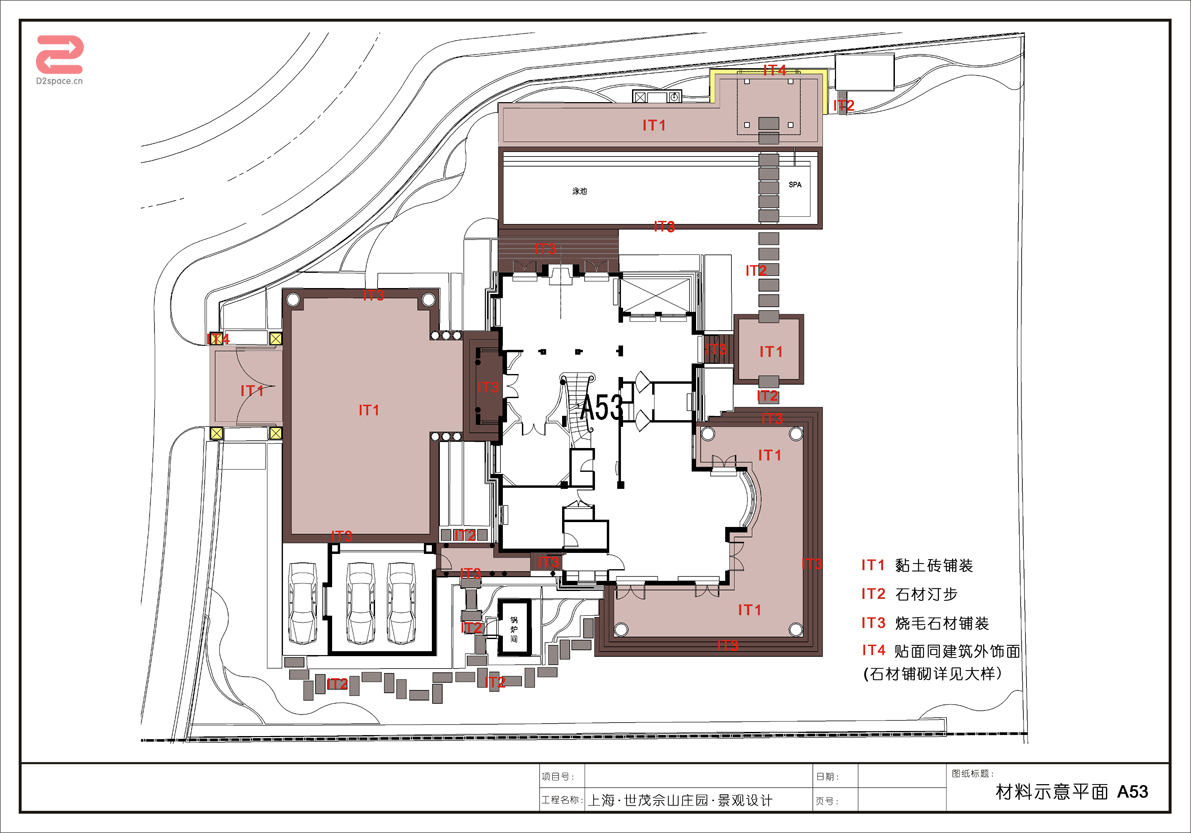 D2space.cn
IT4
IT2
IT1
泳池
SPA
IT3
IT3
IT2
IT3
IT4
IT3
IT1
IT1
IT1
IT3
IT2
A53
IT3
IT1
IT3
IT2
IT3
IT3
IT3
IT1
IT2
锅炉间
IT3
IT2
IT2
IT1 黏土砖铺装
IT2 石材汀步
IT3 烧毛石材铺装
IT4 贴面同建筑外饰面
(石材铺砌详见大样)
项目号:
日期:
图纸标题:
工程名称: 上海·世茂佘山庄园·景观设计
页号:
材料示意平面 A53